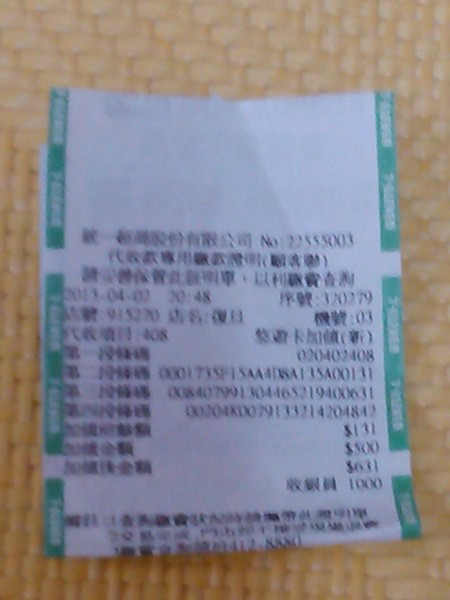 統一超商股份有限公司 No:22555003
代收款專用繳款證明(顧客聯)
請妥善保管此證明單，以利繳費查詢
2013-04-02 20:48 序號:320279
店號:915270 店名:復旦 機號:03
代收項目:408 悠遊卡加值(新)
第一段條碼 020402408
第二段條碼 0001735F15AA4D8A135A00131
第三段條碼 008407991304465219400631
第四段條碼 00204K0079133214204842
加值前餘額 $131
加值金額 $500
加值後金額 $631
收銀員 1000
412-8880